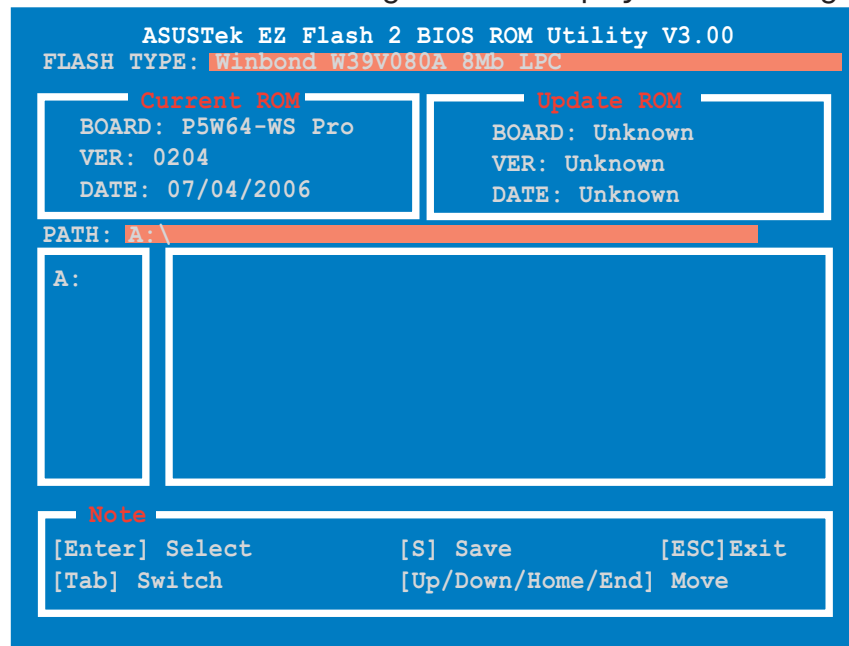 ASUSTek EZ Flash 2 BIOS ROM Utility V3.00
FLASH TYPE: Winbond W39V080A 8Mb LPC
Current ROM
BOARD: P5W64-WS Pro
VER: 0204
DATE: 07/04/2006
Update ROM
BOARD: Unknown
VER: Unknown
DATE: Unknown
PATH: A:\
A:
Note
[Enter] Select [S] Save [ESC]Exit
[Tab] Switch [Up/Down/Home/End] Move